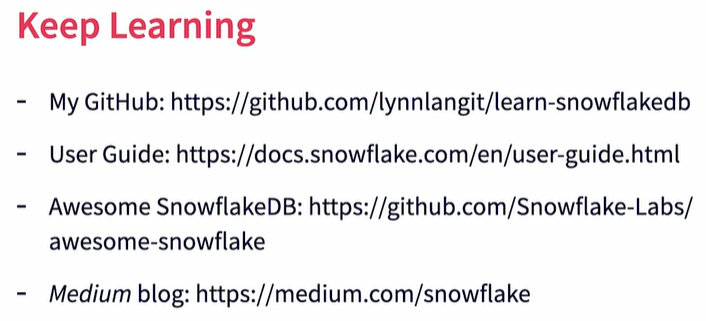 Keep Learning
- My GitHub: https://github.com/lynnlangit/learn-snowflakedb
- User Guide: https://docs.snowflake.com/en/user-guide.html
- Awesome SnowflakeDB: https://github.com/Snowflake-Labs/
awesome-snowflake
- Medium blog: https://medium.com/snowflake